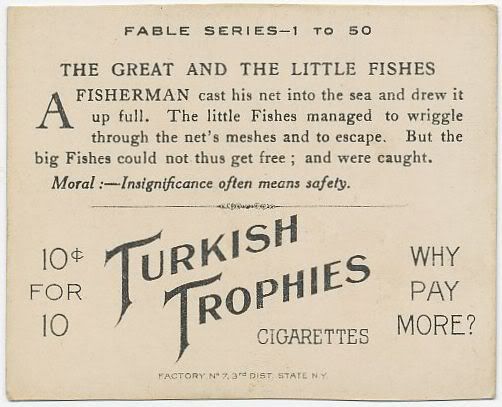 FABLE SERIES–1 TO 50
THE GREAT AND THE LITTLE FISHES
A FISHERMAN cast his net into the sea and drew it
up full. The little Fishes managed to wriggle
through the net's meshes and to escape. But the
big Fishes could not thus get free ; and were caught.
Moral :—Insignificance often means safety.
10¢
FOR
10
TURKISH
TROPHIES
CIGARETTES
WHY
PAY
MORE?
FACTORY Nº 7, 3RD DIST. STATE N.Y.